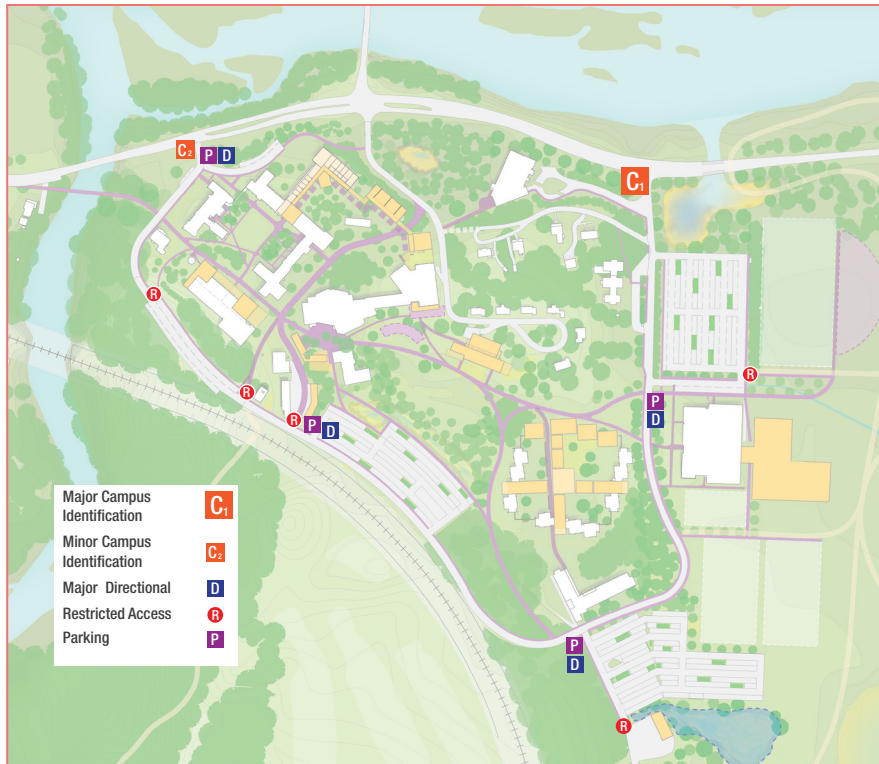 C2 P D
C1
R
R
P
D
R
R P D
Major Campus
Identification C1
Minor Campus
Identification C2
Major Directional D
Restricted Access R
Parking P
P
D
R